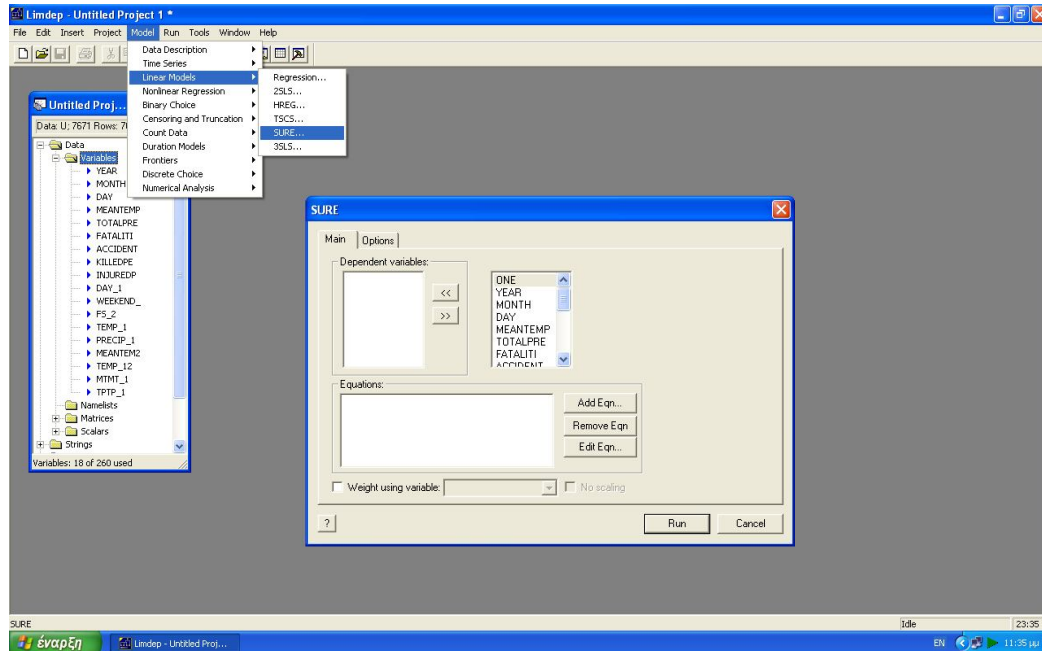 Limdep - Untitled Project 1 *
File Edit Insert Project Model Run Tools Window Help
Data Description
Time Series
Linear Models
Nonlinear Regression
Binary Choice
Censoring and Truncation
Count Data
Duration Models
Frontiers
Discrete Choice
Numerical Analysis
Regression...
2SLS...
HREG...
TSCS...
SURE...
3SLS...
Untitled Proj...
Data: U; 7671 Rows:
Data
Variables
YEAR
MONTH
DAY
MEANTEMP
TOTALPRE
FATALITI
ACCIDENT
KILLEDPE
INJUREDP
DAY_1
WEEKEND_
FS_2
TEMP_1
PRECIP_1
MEANTEM2
TEMP_12
MTMT_1
TPTP_1
Namelists
Matrices
Scalars
Strings
Variables: 18 of 260 used
SURE
Main Options
Dependent variables:
<<
>>
ONE
YEAR
MONTH
DAY
MEANTEMP
TOTALPRE
FATALITI
ACCIDENT
Equations:
Add Eqn...
Remove Eqn
Edit Eqn...
Weight using variable: No scaling
? Run Cancel
SURE Idle 23:35
έναρξη Limdep - Untitled Proj... EN 11:35 μμ